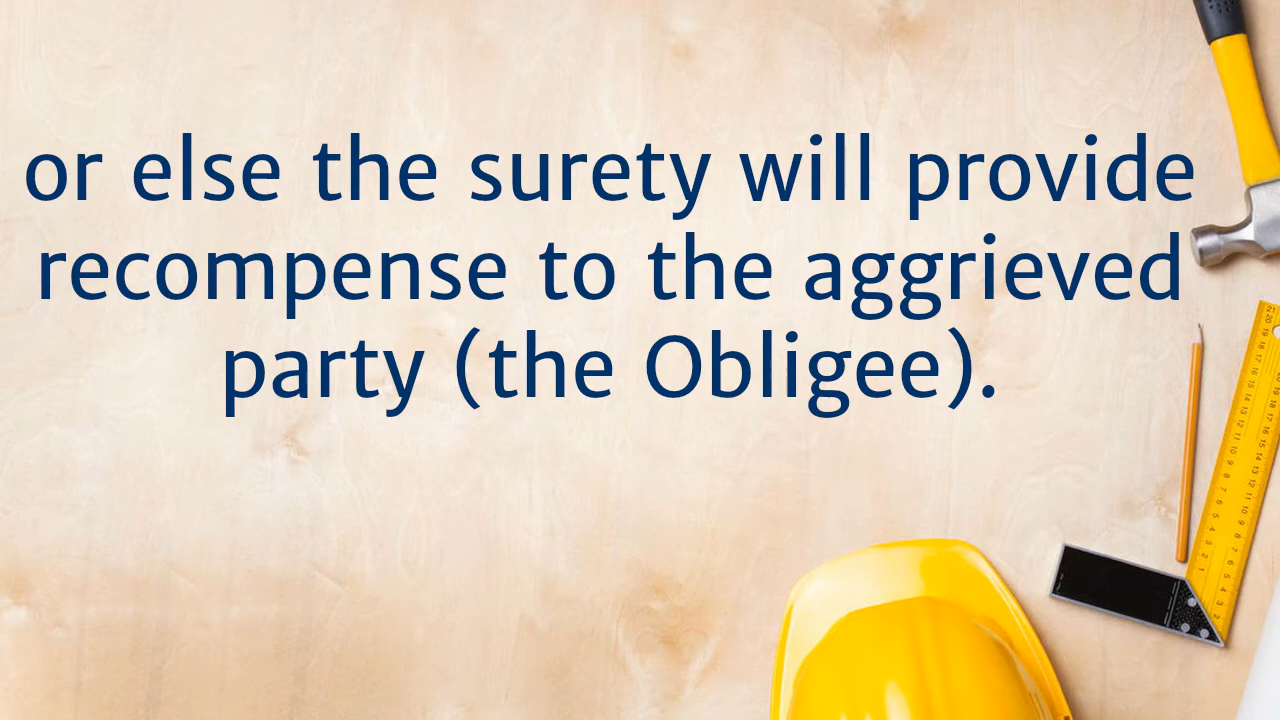 or else the surety will provide
recompense to the aggrieved
party (the Obligee).